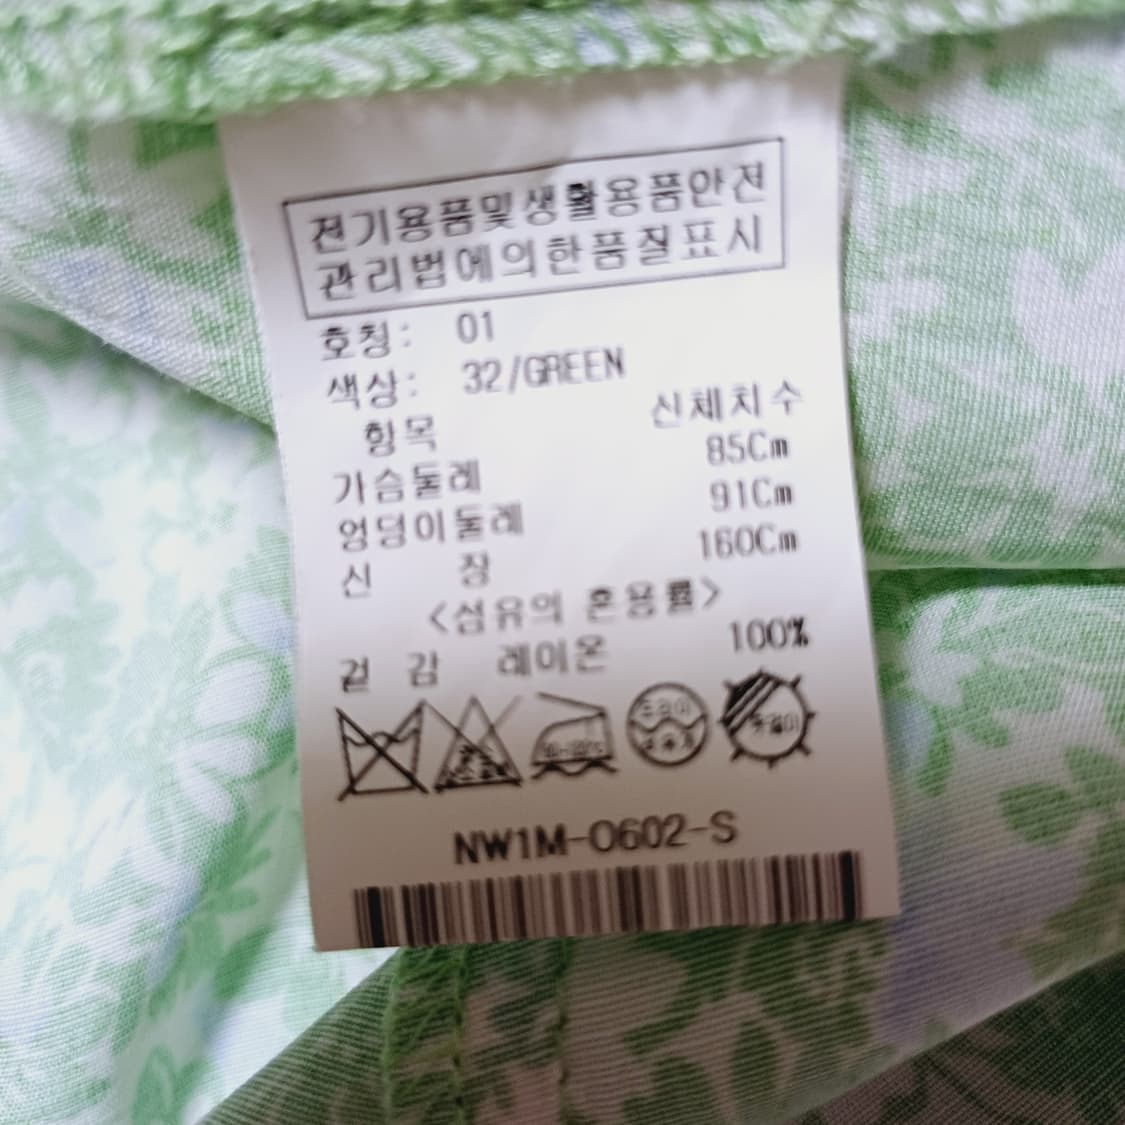 전기용품및생활용품안전
관리법에의한품질표시
호칭: 01
색상: 32/GREEN
항목 신체치수
가슴둘레 85Cm
엉덩이둘레 91Cm
신 장 160Cm
<섬유의 혼용률>
겉 감 레이온 100%
드라이
NW1M-0602-S